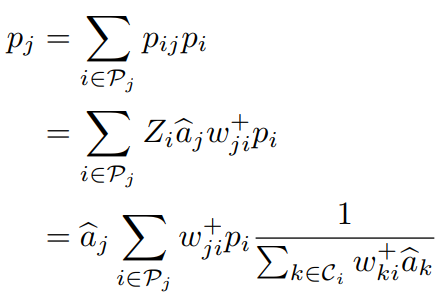 p_j = \sum_{i \in \mathcal{P}_j} p_{ij} p_i
= \sum_{i \in \mathcal{P}_j} Z_i \widehat{a}_j w_{ji}^+ p_i
= \widehat{a}_j \sum_{i \in \mathcal{P}_j} w_{ji}^+ p_i \frac{1}{\sum_{k \in \mathcal{C}_i} w_{ki}^+ \widehat{a}_k}